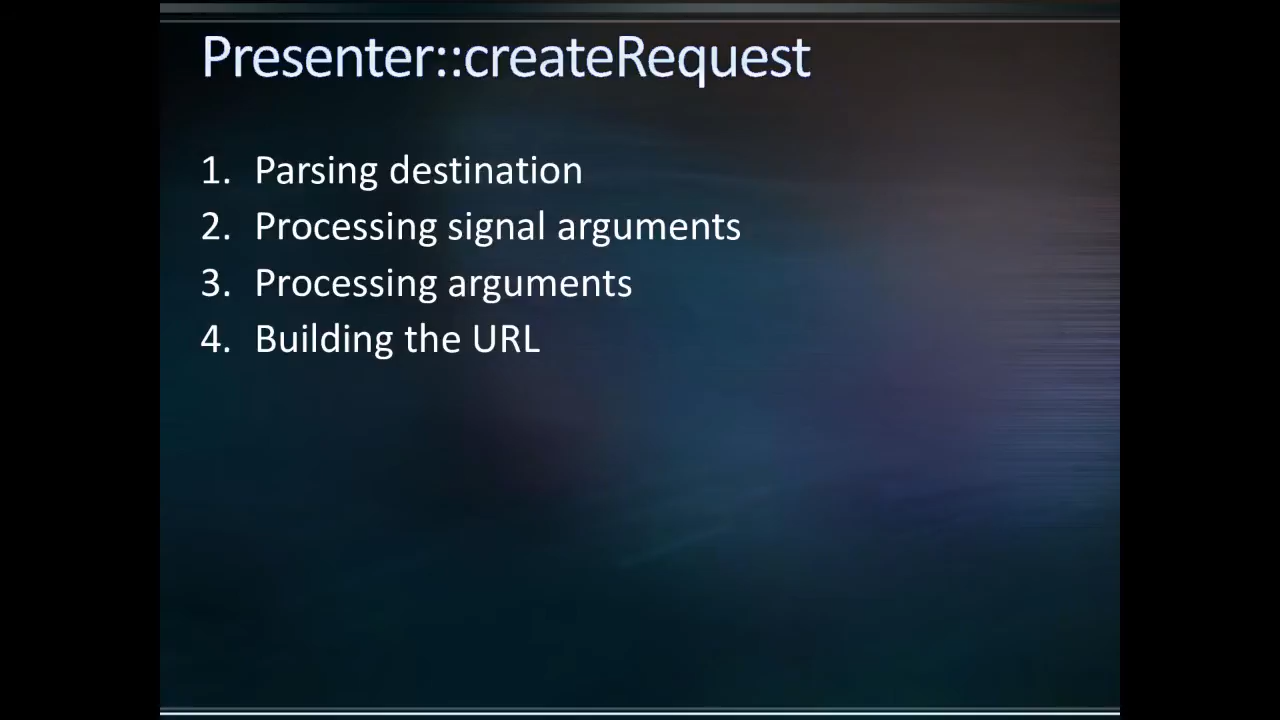 Presenter::createRequest
1. Parsing destination
2. Processing signal arguments
3. Processing arguments
4. Building the URL